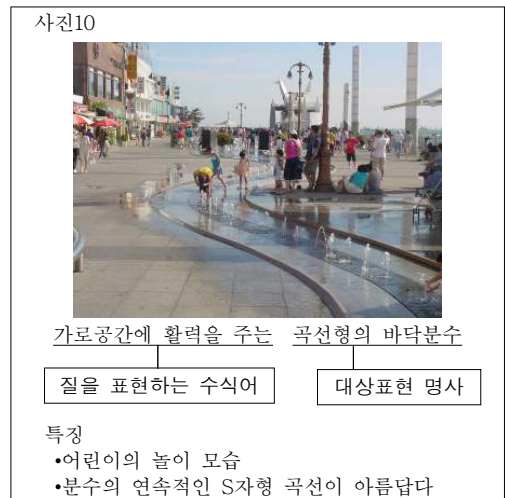 사진10
가로공간에 활력을 주는 곡선형의 바닥분수
질을 표현하는 수식어 대상표현 명사
특징
•어린이의 놀이 모습
•분수의 연속적인 S자형 곡선이 아름답다